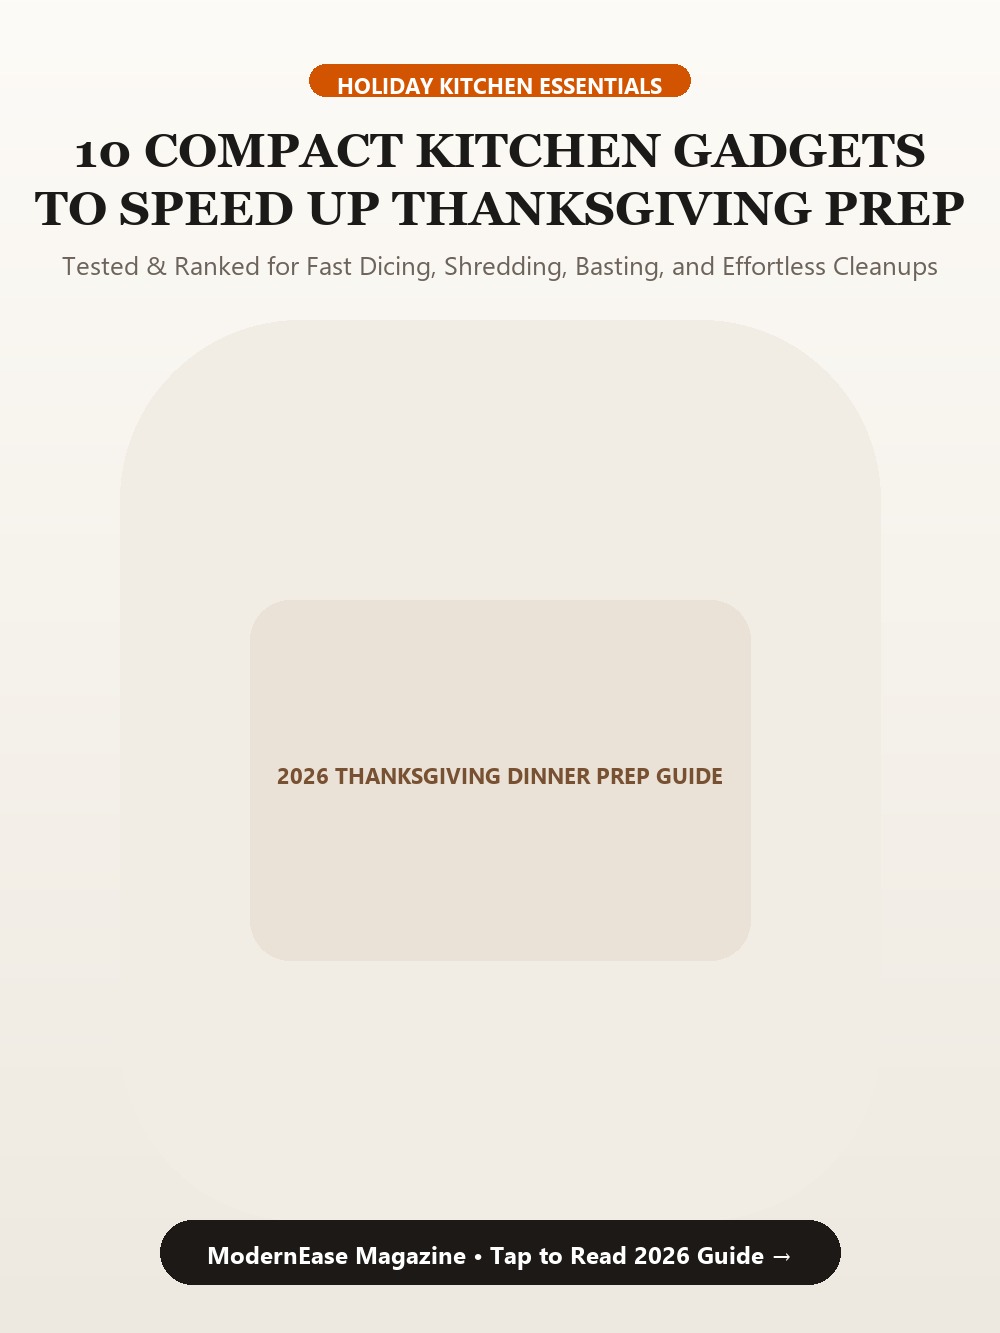 HOLIDAY KITCHEN ESSENTIALS
10 COMPACT KITCHEN GADGETS
TO SPEED UP THANKSGIVING PREP
Tested & Ranked for Fast Dicing, Shredding, Basting, and Effortless Cleanups
2026 THANKSGIVING DINNER PREP GUIDE
ModernEase Magazine • Tap to Read 2026 Guide →